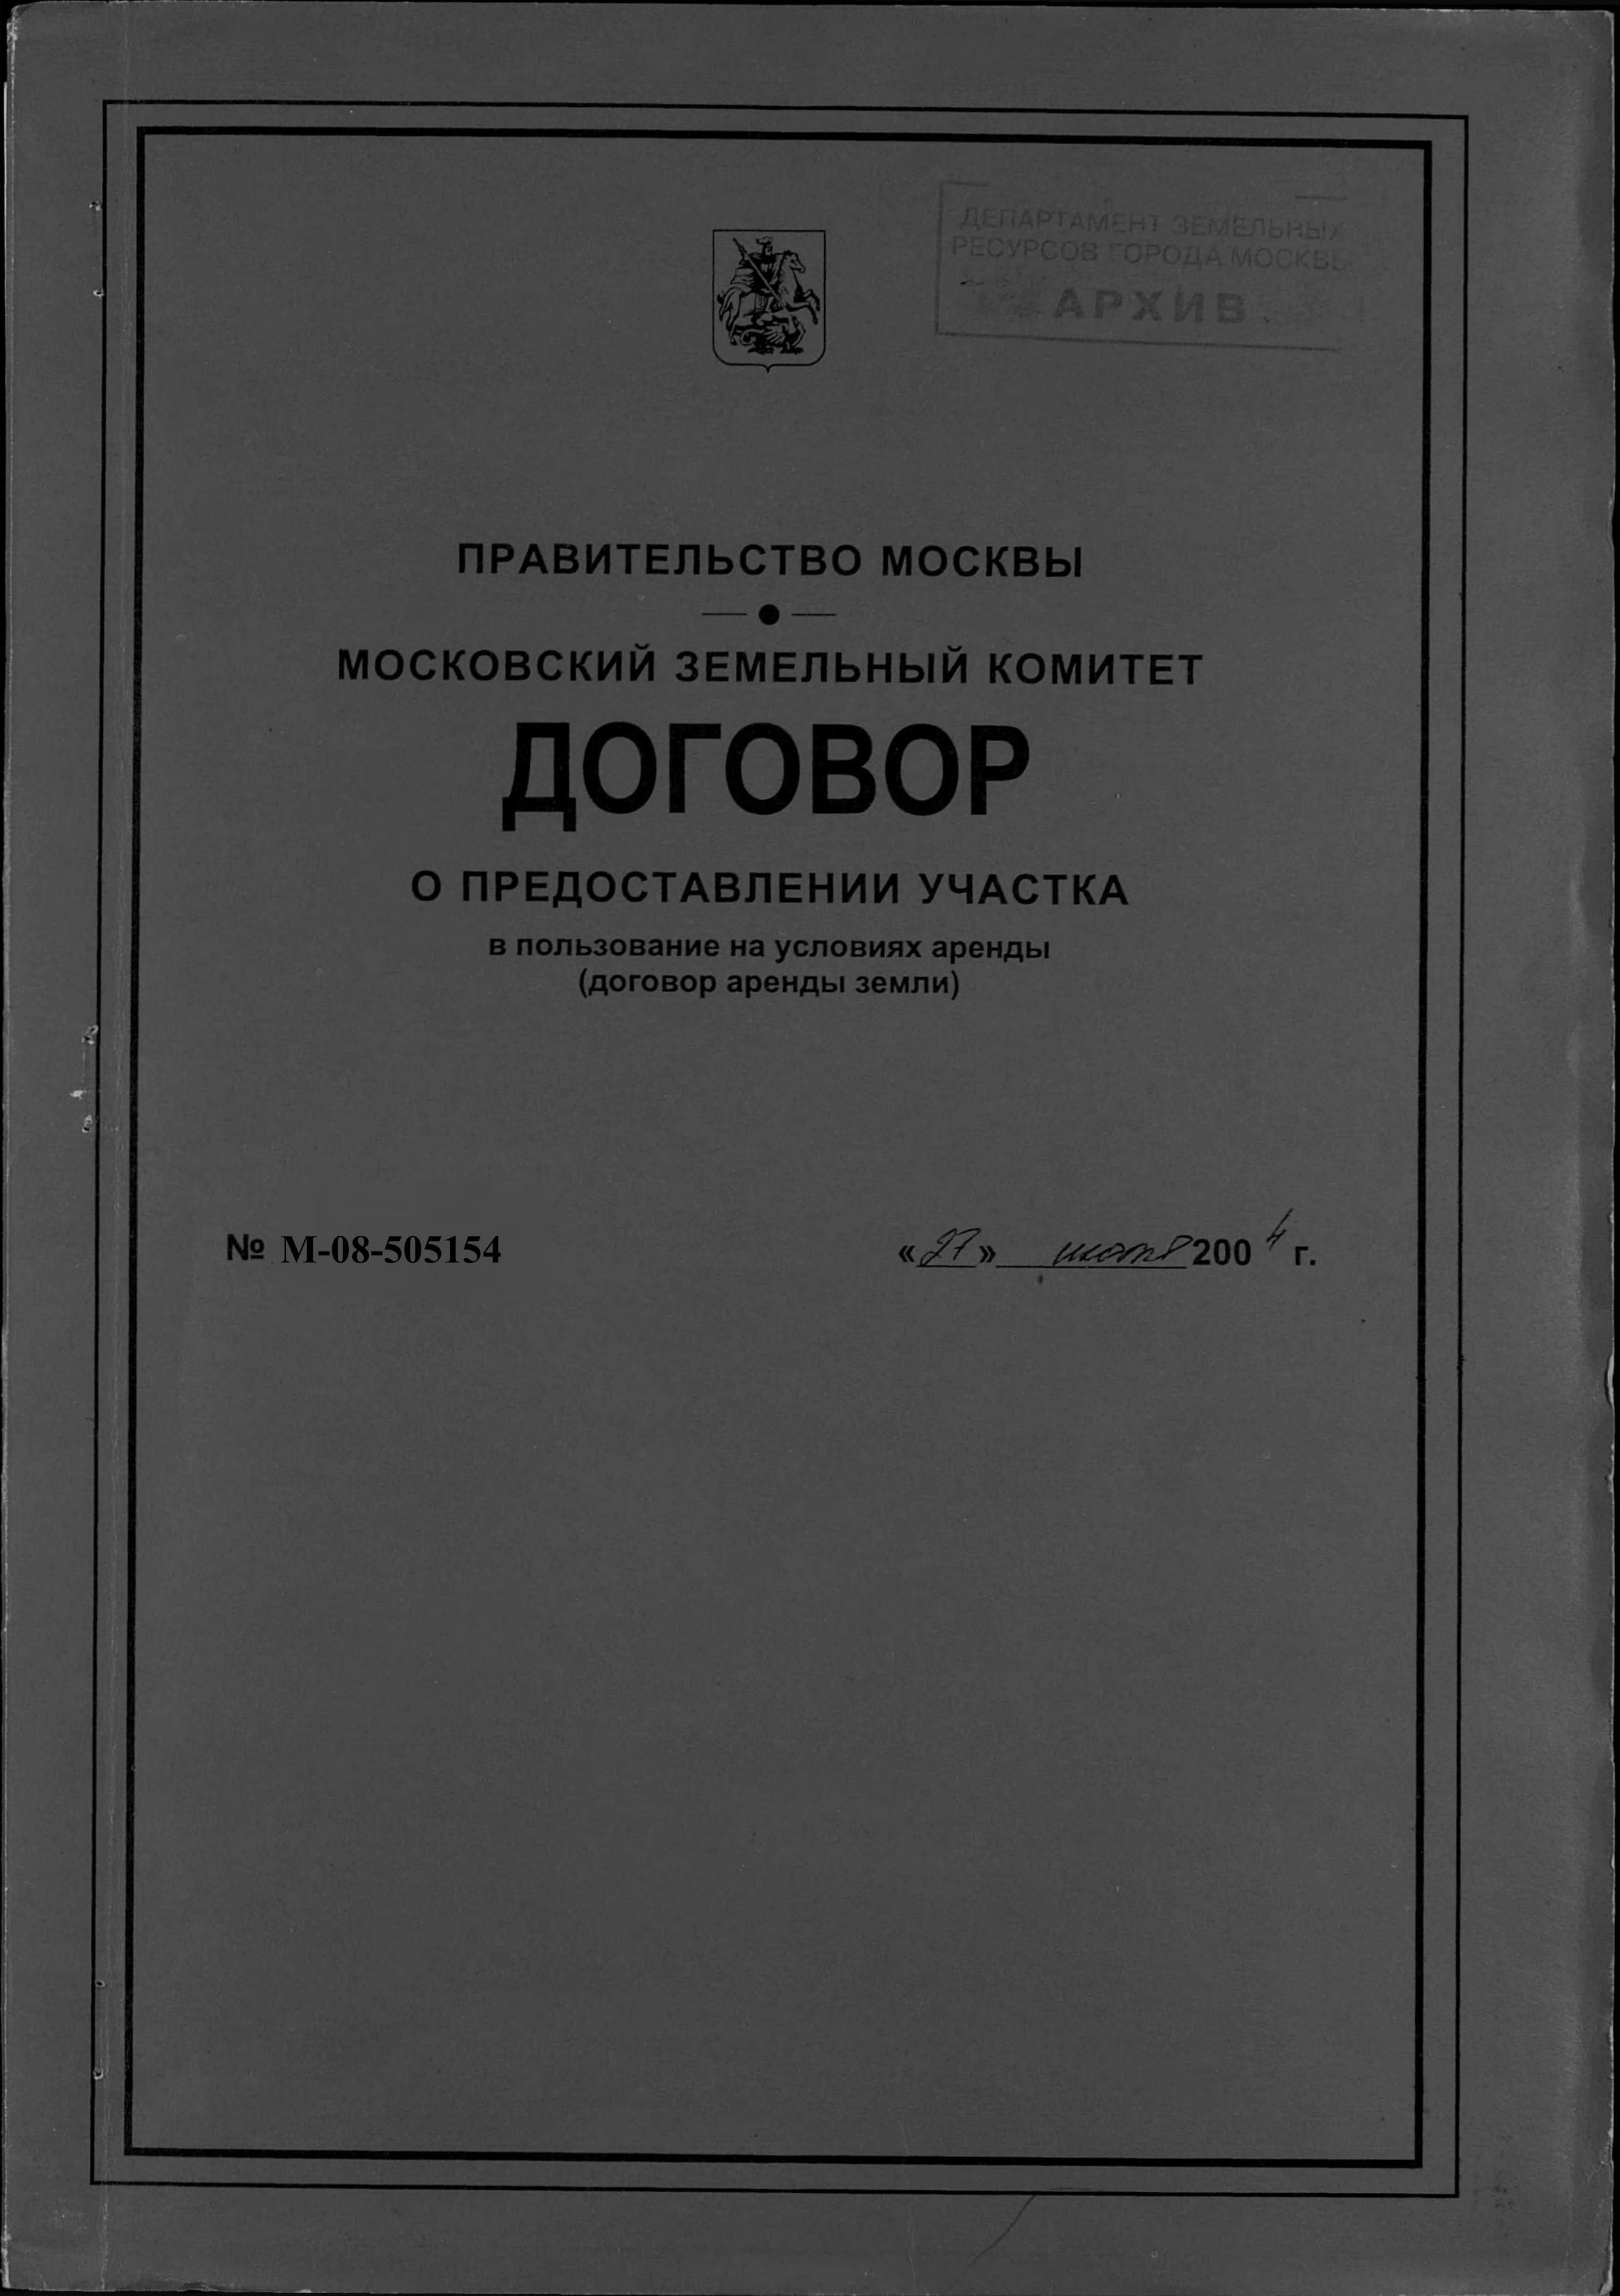 ДЕПАРТАМЕНТ ЗЕМЕЛЬНЫХ
РЕСУРСОВ ГОРОДА МОСКВЫ
АРХИВ
ПРАВИТЕЛЬСТВО МОСКВЫ
МОСКОВСКИЙ ЗЕМЕЛЬНЫЙ КОМИТЕТ
ДОГОВОР
О ПРЕДОСТАВЛЕНИИ УЧАСТКА
в пользование на условиях аренды
(договор аренды земли)
№ М-08-505154 «27» 2004 г.